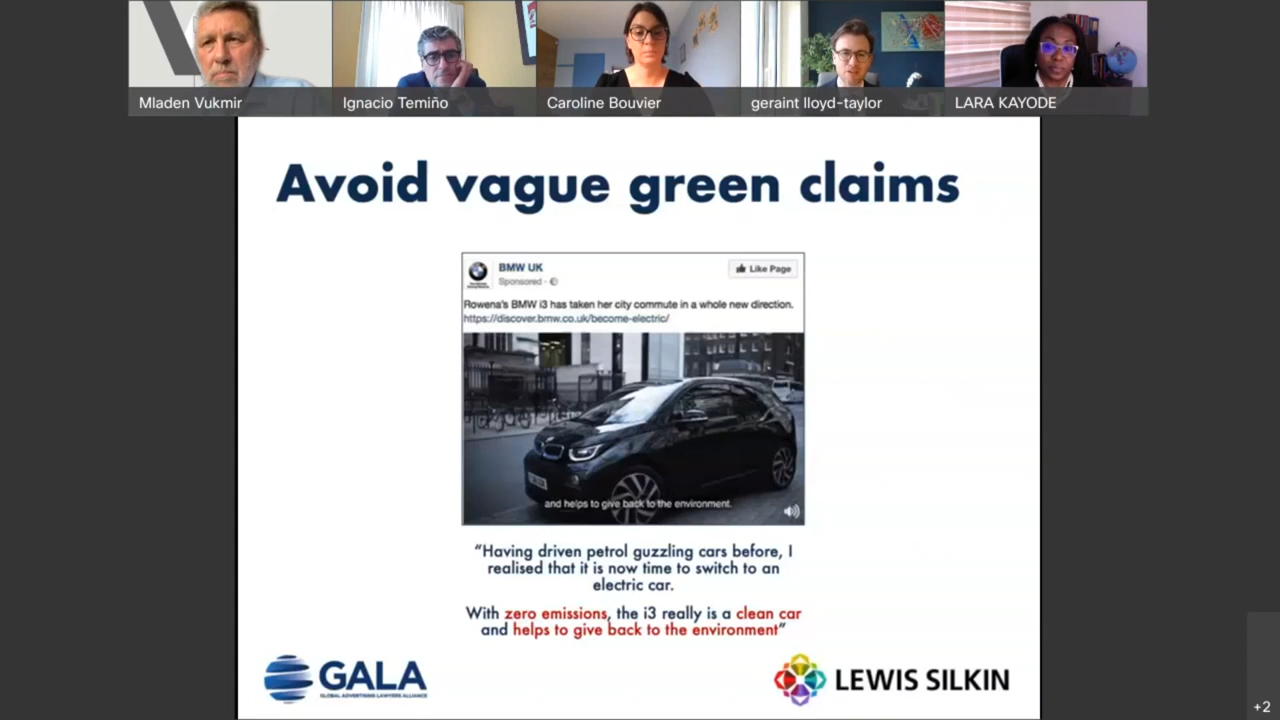 Mladen Vukmir
Ignacio Temiño
Caroline Bouvier
geraint lloyd-taylor
LARA KAYODE
Avoid vague green claims
BMW UK
Like Page
Sponsored ·
Rowena's BMW i3 has taken her city commute in a whole new direction.
https://discover.bmw.co.uk/become-electric/
and helps to give back to the environment.
“Having driven petrol guzzling cars before, I
realised that it is now time to switch to an
electric car.
With zero emissions, the i3 really is a clean car
and helps to give back to the environment”
GALA
GLOBAL ADVERTISING LAWYERS ALLIANCE
LEWIS SILKIN
+2